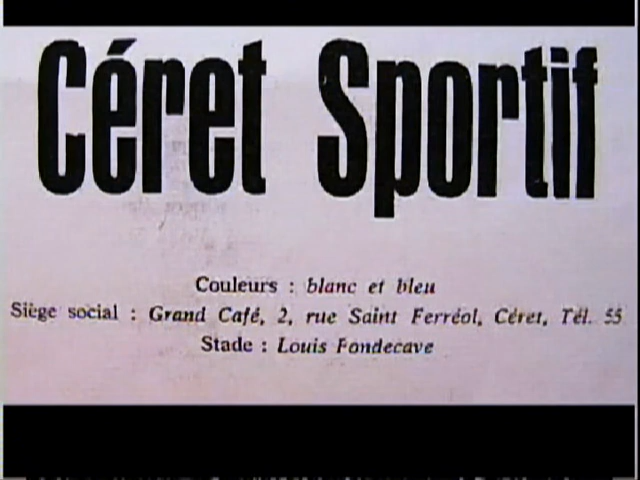 Céret Sportif
Couleurs : blanc et bleu
Siège social : Grand Café, 2, rue Saint Ferréol, Céret, Tél. 55
Stade : Louis Fondecave